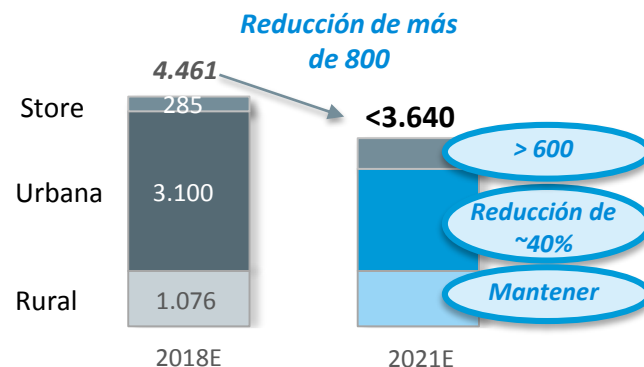 Reducción de más
de 800
4.461
<3.640
Store
285
> 600
Urbana
3.100
Reducción de
~40%
Rural
1.076
Mantener
2018E
2021E